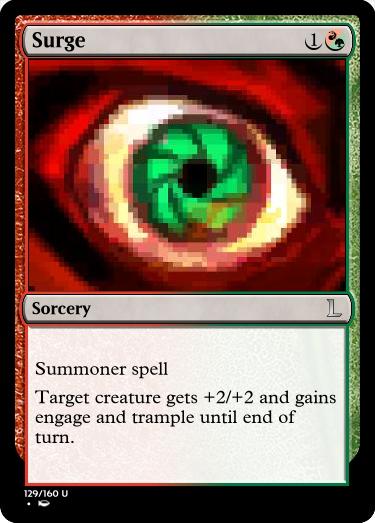 Surge 1
Sorcery L
Summoner spell
Target creature gets +2/+2 and gains
engage and trample until end of
turn.
129/160 U